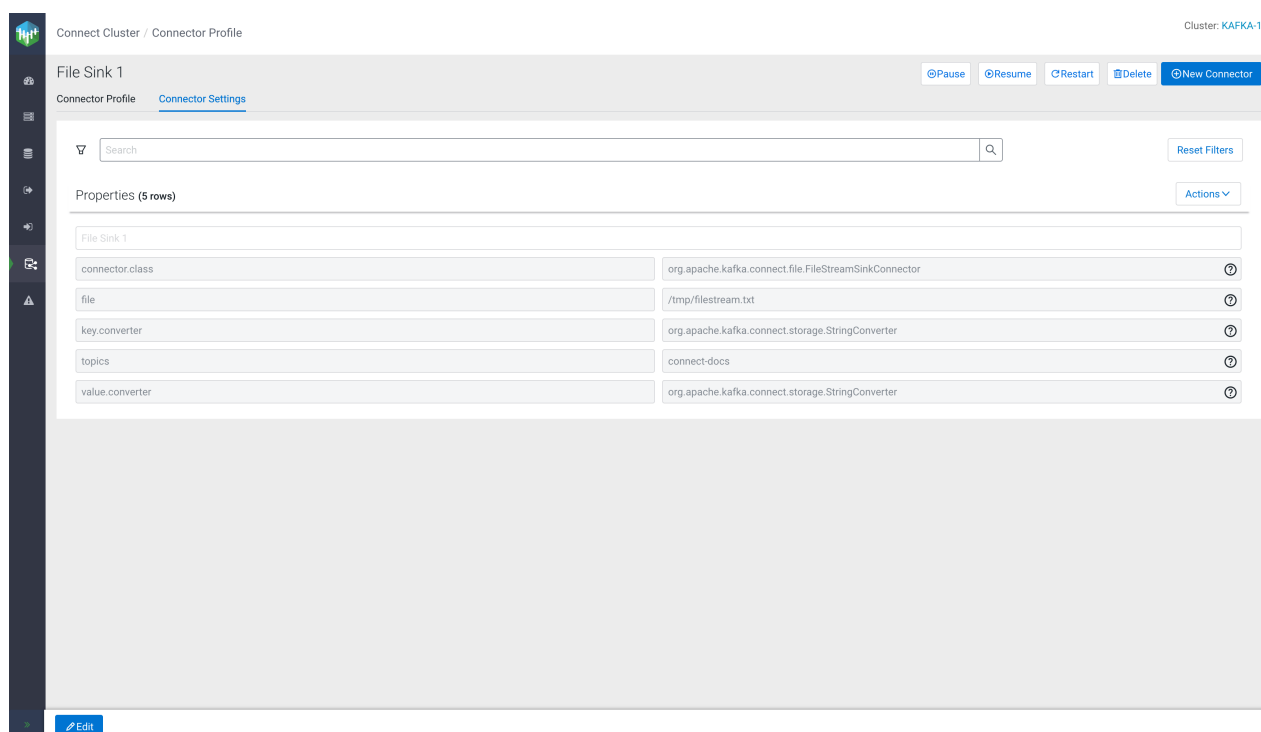 Connect Cluster / Connector Profile
Cluster: KAFKA-1
File Sink 1
Pause Resume Restart Delete New Connector
Connector Profile Connector Settings
Search
Reset Filters
Properties (5 rows)
Actions
File Sink 1
connector.class org.apache.kafka.connect.file.FileStreamSinkConnector
file /tmp/filestream.txt
key.converter org.apache.kafka.connect.storage.StringConverter
topics connect-docs
value.converter org.apache.kafka.connect.storage.StringConverter
Edit